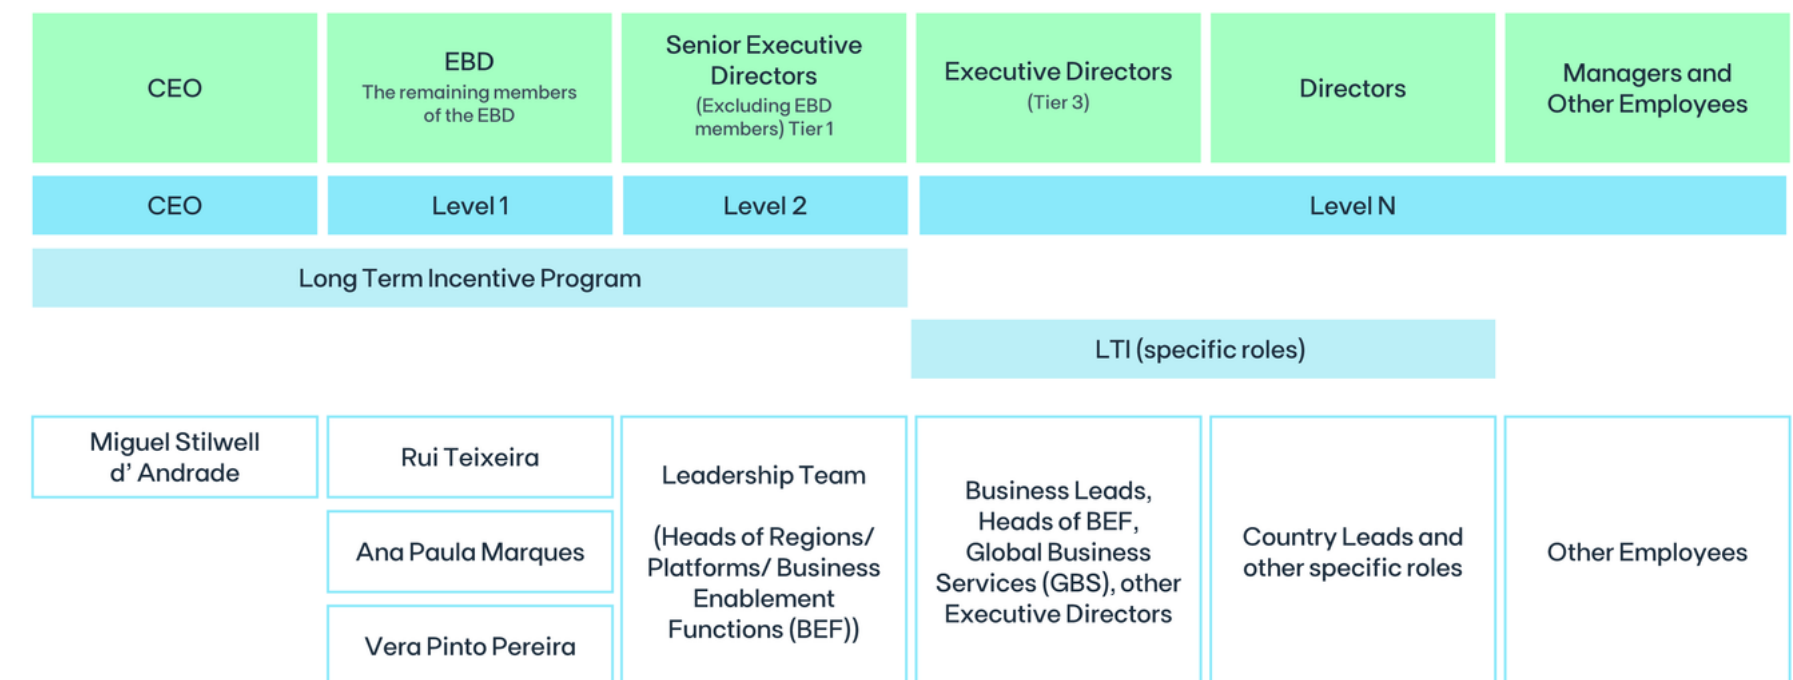 CEO
EBD
The remaining members
of the EBD
Senior Executive
Directors
(Excluding EBD
members) Tier 1
Executive Directors
(Tier 3)
Directors
Managers and
Other Employees
CEO
Level 1
Level 2
Level N
Long Term Incentive Program
LTI (specific roles)
Miguel Stilwell
d’ Andrade
Rui Teixeira
Ana Paula Marques
Vera Pinto Pereira
Leadership Team
(Heads of Regions/
Platforms/ Business
Enablement
Functions (BEF))
Business Leads,
Heads of BEF,
Global Business
Services (GBS), other
Executive Directors
Country Leads and
other specific roles
Other Employees